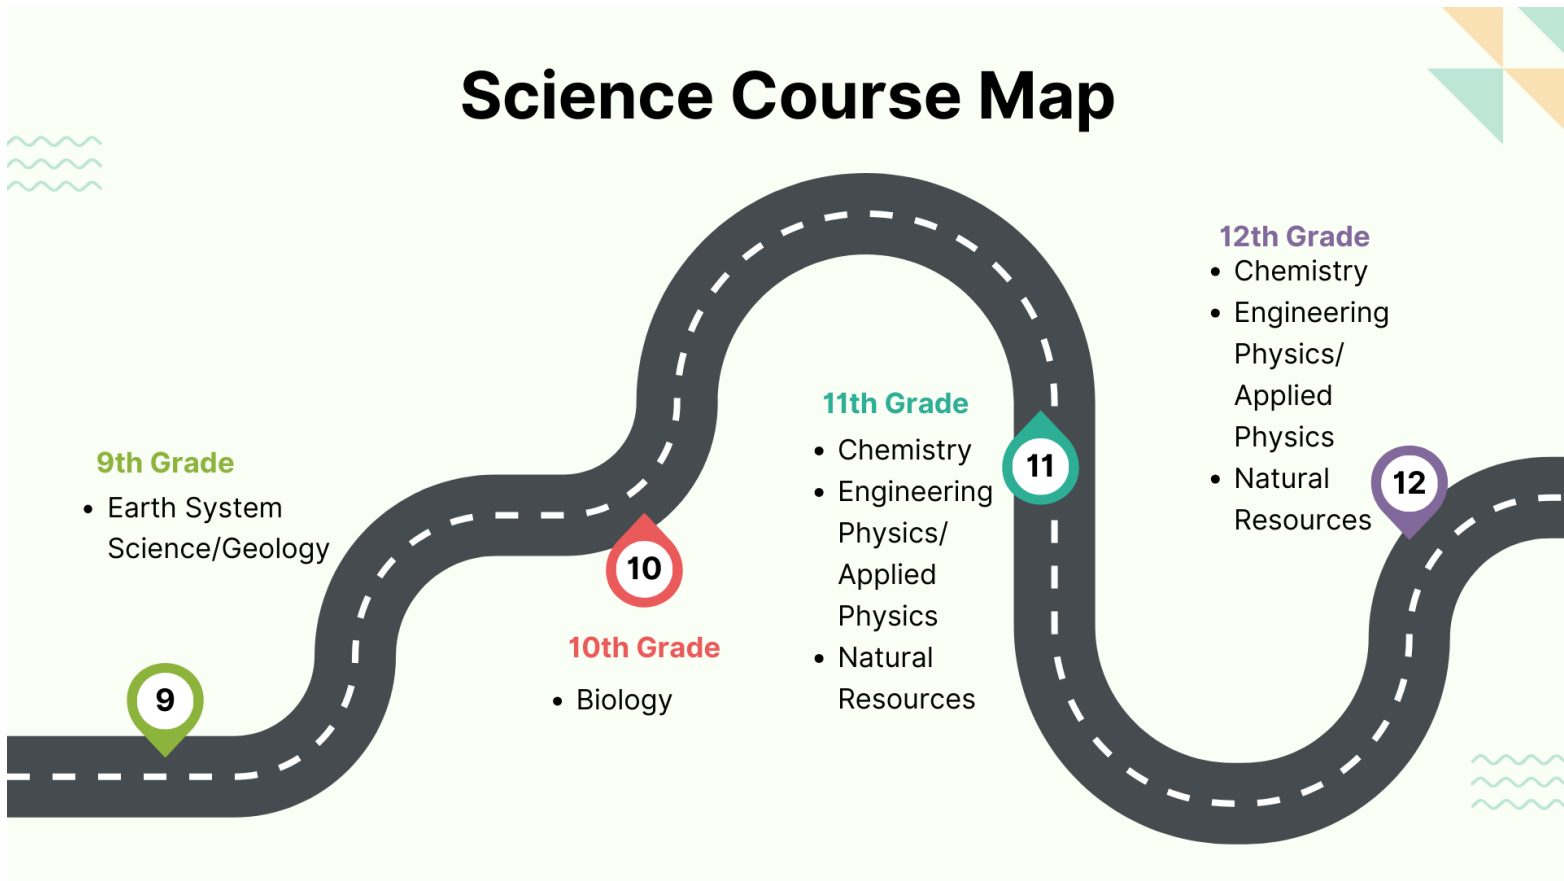 Science Course Map
9th Grade
• Earth System
Science/Geology
9
10
10th Grade
• Biology
11th Grade
• Chemistry
• Engineering
Physics/
Applied
Physics
• Natural
Resources
11
12th Grade
• Chemistry
• Engineering
Physics/
Applied
Physics
• Natural
Resources
12